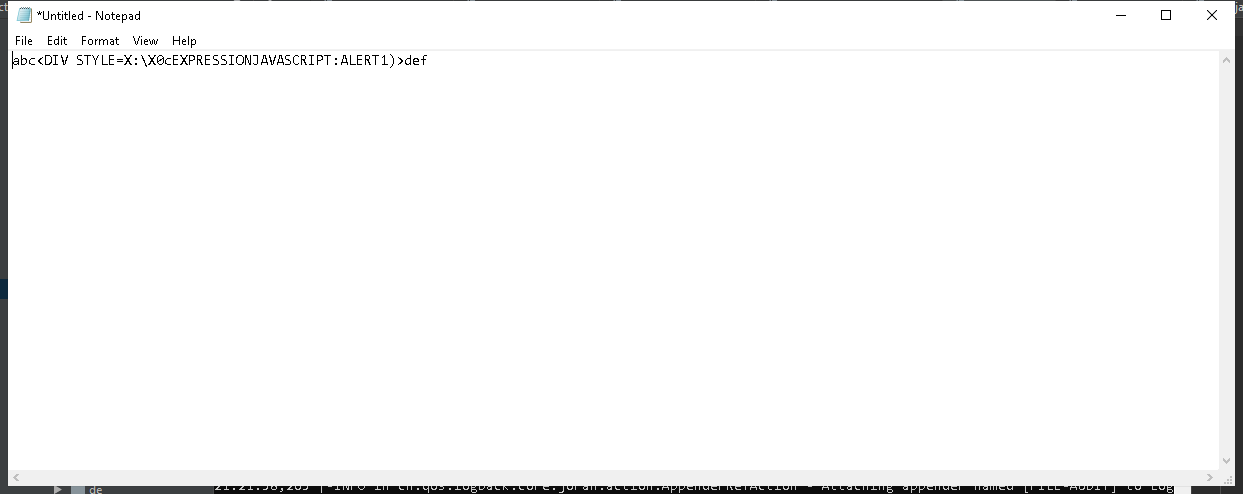 *Untitled - Notepad
File Edit Format View Help
abc<DIV STYLE=X:\X0cEXPRESSIONJAVASCRIPT:ALERT1)>def
de
21:21:58,285 |-INFO in ch.qos.logback.core.joran.action.AppenderRefAction - Attaching appender named [FILE-AUDIT] to Log